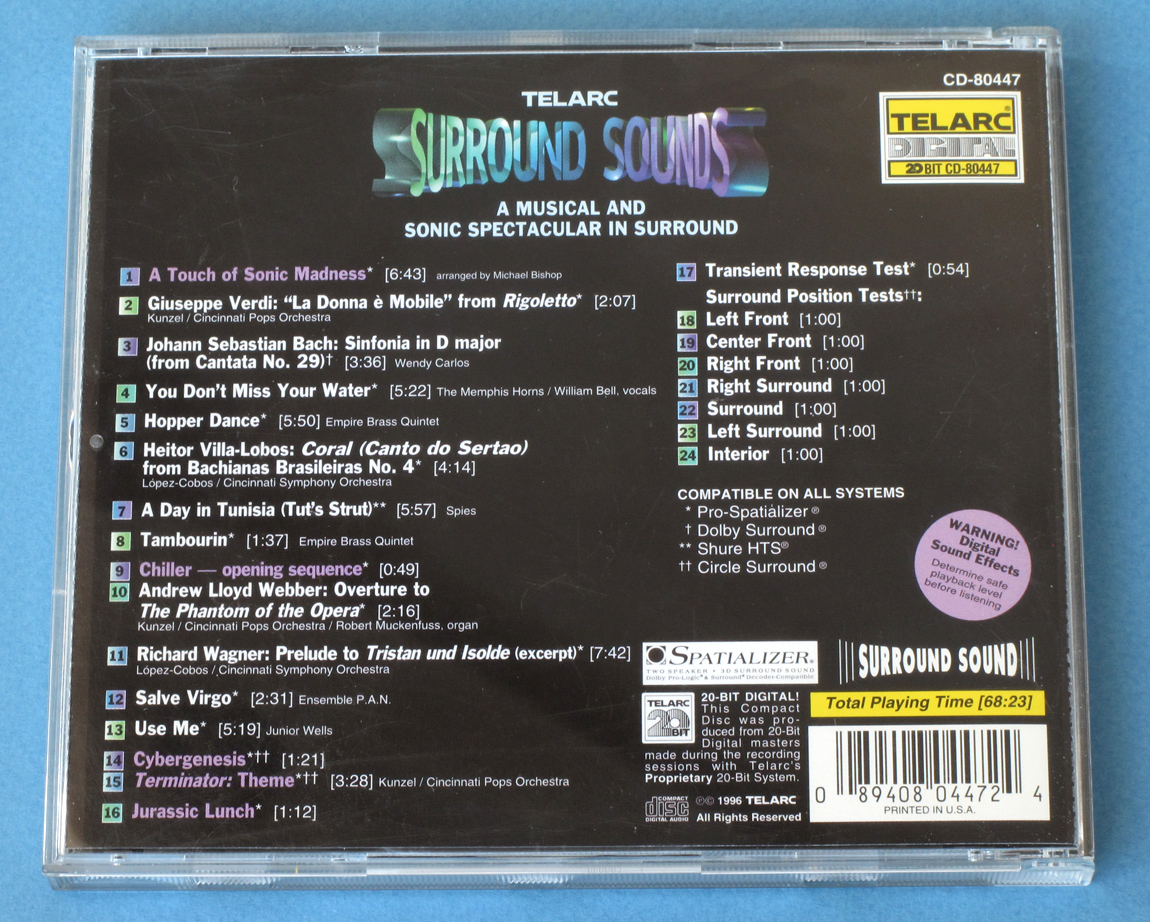 CD-80447
TELARC
SURROUND SOUNDS
A MUSICAL AND
SONIC SPECTACULAR IN SURROUND
TELARC®
DIGITAL
20 BIT CD-80447
1 A Touch of Sonic Madness* [6:43] arranged by Michael Bishop
2 Giuseppe Verdi: “La Donna è Mobile” from Rigoletto* [2:07]
Kunzel / Cincinnati Pops Orchestra
3 Johann Sebastian Bach: Sinfonia in D major
(from Cantata No. 29)† [3:36] Wendy Carlos
4 You Don't Miss Your Water* [5:22] The Memphis Horns / William Bell, vocals
5 Hopper Dance* [5:50] Empire Brass Quintet
6 Heitor Villa-Lobos: Coral (Canto do Sertao)
from Bachianas Brasileiras No. 4* [4:14]
López-Cobos / Cincinnati Symphony Orchestra
7 A Day in Tunisia (Tut's Strut)** [5:57] Spies
8 Tambourin* [1:37] Empire Brass Quintet
9 Chiller — opening sequence* [0:49]
10 Andrew Lloyd Webber: Overture to
The Phantom of the Opera* [2:16]
Kunzel / Cincinnati Pops Orchestra / Robert Muckenfuss, organ
11 Richard Wagner: Prelude to Tristan und Isolde (excerpt)* [7:42]
López-Cobos / Cincinnati Symphony Orchestra
12 Salve Virgo* [2:31] Ensemble P.A.N.
13 Use Me* [5:19] Junior Wells
14 Cybergenesis*†† [1:21]
15 Terminator: Theme*†† [3:28] Kunzel / Cincinnati Pops Orchestra
16 Jurassic Lunch* [1:12]
17 Transient Response Test* [0:54]
Surround Position Tests††:
18 Left Front [1:00]
19 Center Front [1:00]
20 Right Front [1:00]
21 Right Surround [1:00]
22 Surround [1:00]
23 Left Surround [1:00]
24 Interior [1:00]
COMPATIBLE ON ALL SYSTEMS
* Pro-Spatializer®
† Dolby Surround®
** Shure HTS®
†† Circle Surround®
WARNING!
Digital
Sound Effects
Determine safe
playback level
before listening
SPATIALIZER®
TWO SPEAKER • 3D SURROUND SOUND
Dolby Pro-Logic® & Surround® Decoder-Compatible
SURROUND SOUND
TELARC
20
BIT
20-BIT DIGITAL!
This Compact
Disc was pro-
duced from 20-Bit
Digital masters
made during the recording
sessions with Telarc's
Proprietary 20-Bit System.
Total Playing Time [68:23]
COMPACT
disc
DIGITAL AUDIO
℗© 1996 TELARC
All Rights Reserved
0 89408 04472 4
PRINTED IN U.S.A.